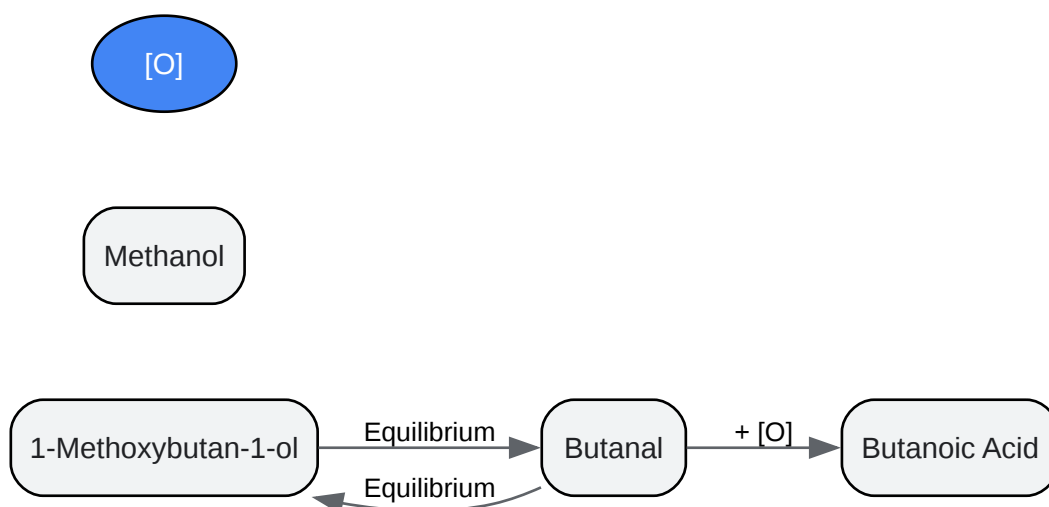 [O]
Methanol
1-Methoxybutan-1-ol
Equilibrium
Butanal
+ [O]
Butanoic Acid
Equilibrium